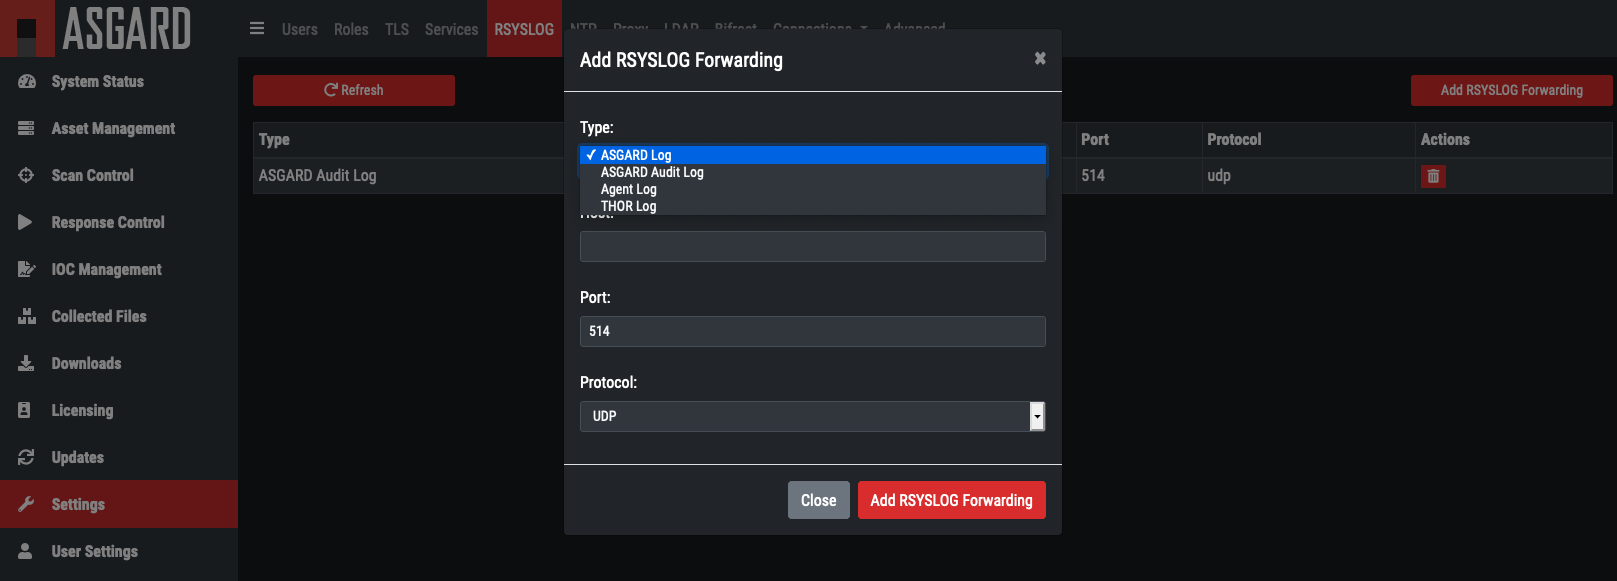 ASGARD
Users Roles TLS Services RSYSLOG NTP Proxy LDAP Bifrost Connections Advanced
System Status
Asset Management
Scan Control
Response Control
IOC Management
Collected Files
Downloads
Licensing
Updates
Settings
User Settings
Refresh
Add RSYSLOG Forwarding
Type Port Protocol Actions
ASGARD Audit Log 514 udp
Add RSYSLOG Forwarding
Type:
ASGARD Log
ASGARD Audit Log
Agent Log
THOR Log
Host:
Port:
514
Protocol:
UDP
Close Add RSYSLOG Forwarding